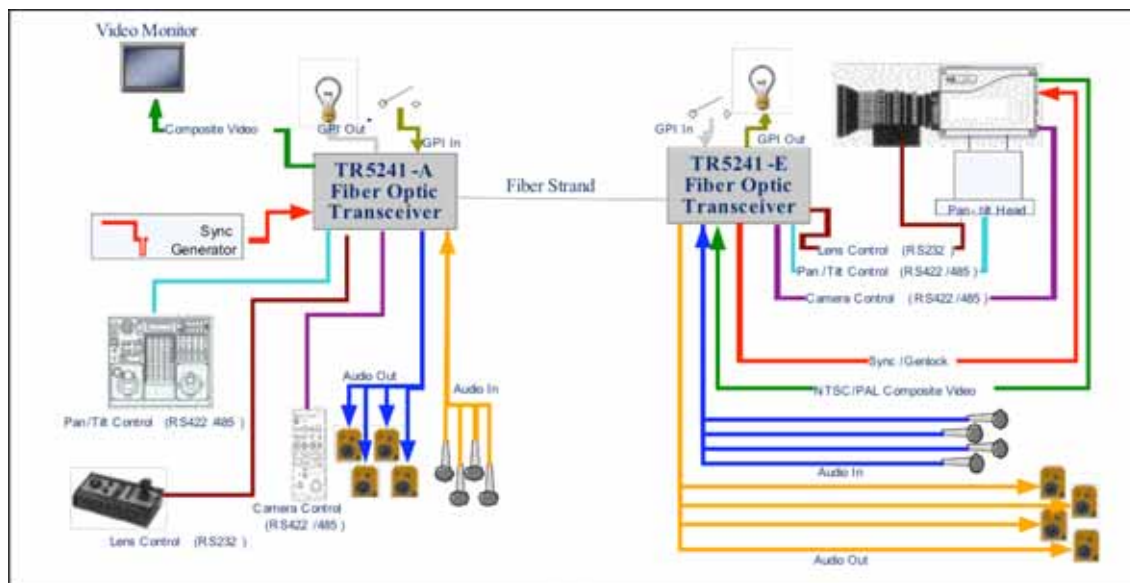 Video Monitor
Composite Video
GPI Out
GPI In
TR5241 -A
Fiber Optic
Transceiver
Fiber Strand
GPI In
GPI Out
TR5241 -E
Fiber Optic
Transceiver
Pan-tilt Head
Sync
Generator
Lens Control (RS232 )
Pan /Tilt Control (RS422 /485)
Camera Control (RS422 /485)
Sync /Genlock
NTSC/PAL Composite Video
Audio Out
Audio In
Pan/Tilt Control (RS422 /485)
Camera Control
(RS422 /485)
Lens Control (RS232 )
Audio In
Audio Out